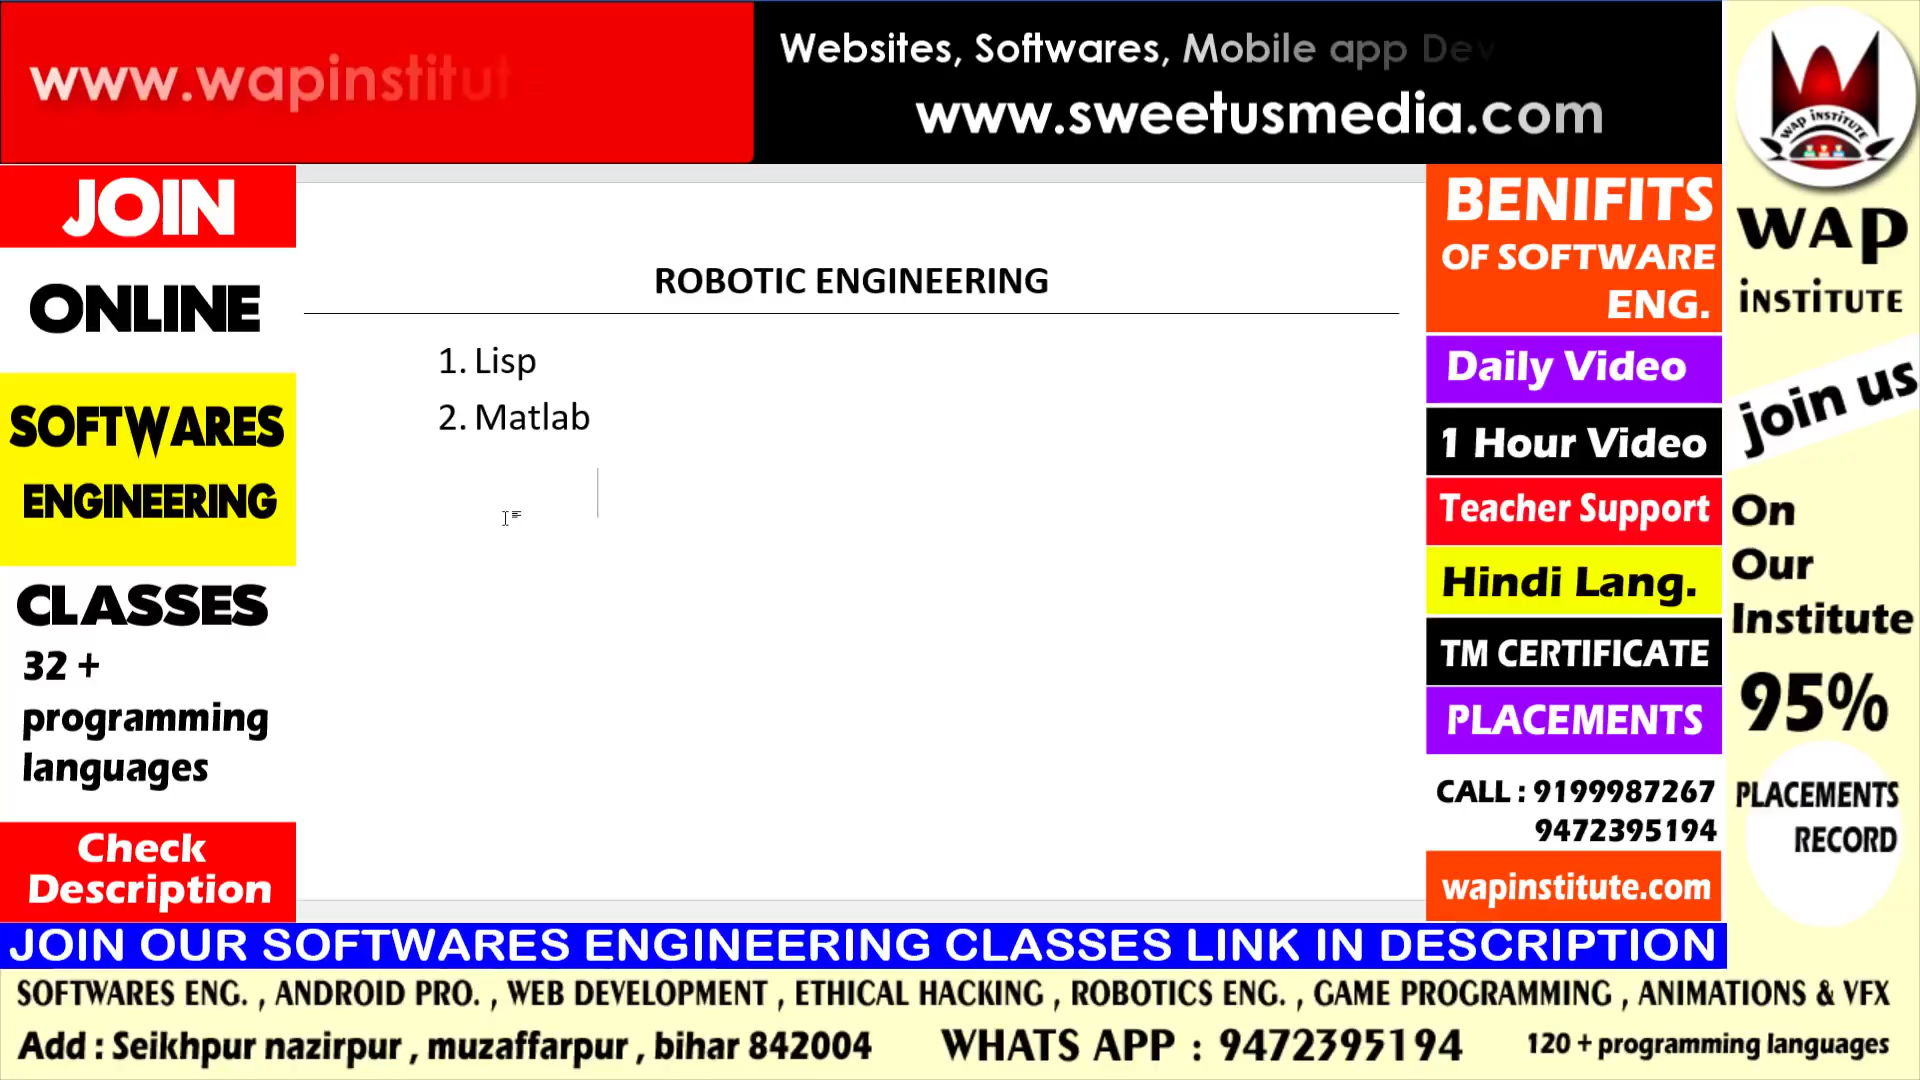 www.wapinstitut
Websites, Softwares, Mobile app Dev
www.sweetusmedia.com
WAP INSTITUTE
WAP
INSTITUTE
join us
On
Our
Institute
95%
PLACEMENTS
RECORD
JOIN
ONLINE
SOFTWARES
ENGINEERING
CLASSES
32 +
programming
languages
Check
Description
ROBOTIC ENGINEERING
1. Lisp
2. Matlab
BENIFITS
OF SOFTWARE
ENG.
Daily Video
1 Hour Video
Teacher Support
Hindi Lang.
TM CERTIFICATE
PLACEMENTS
CALL : 9199987267
9472395194
wapinstitute.com
JOIN OUR SOFTWARES ENGINEERING CLASSES LINK IN DESCRIPTION
SOFTWARES ENG. , ANDROID PRO. , WEB DEVELOPMENT , ETHICAL HACKING , ROBOTICS ENG. , GAME PROGRAMMING , ANIMATIONS & VFX
Add : Seikhpur nazirpur , muzaffarpur , bihar 842004 WHATS APP : 9472395194 120 + programming languages